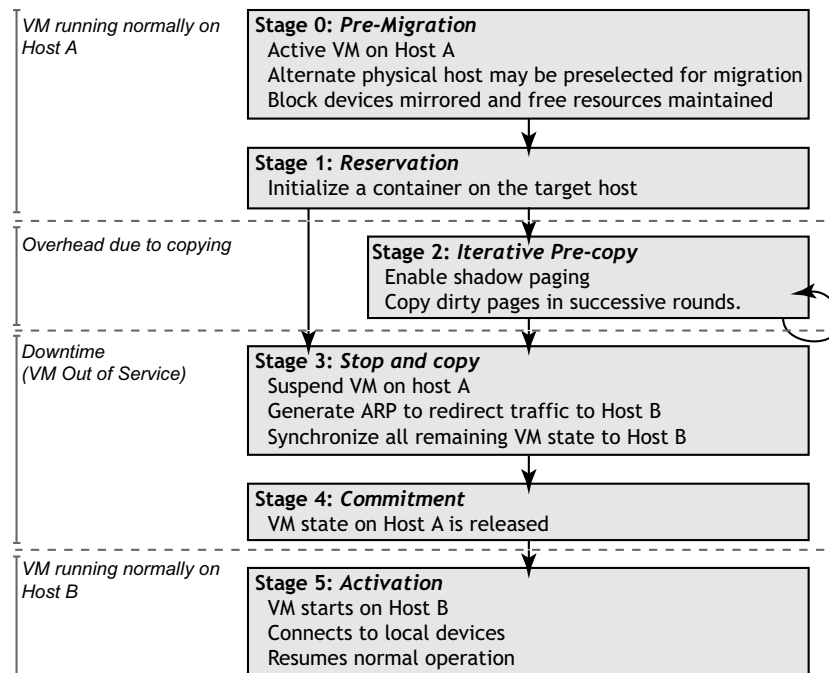 VM running normally on
Host A
Stage 0: Pre-Migration
Active VM on Host A
Alternate physical host may be preselected for migration
Block devices mirrored and free resources maintained
Stage 1: Reservation
Initialize a container on the target host
Overhead due to copying
Stage 2: Iterative Pre-copy
Enable shadow paging
Copy dirty pages in successive rounds.
Downtime
(VM Out of Service)
Stage 3: Stop and copy
Suspend VM on host A
Generate ARP to redirect traffic to Host B
Synchronize all remaining VM state to Host B
Stage 4: Commitment
VM state on Host A is released
VM running normally on
Host B
Stage 5: Activation
VM starts on Host B
Connects to local devices
Resumes normal operation